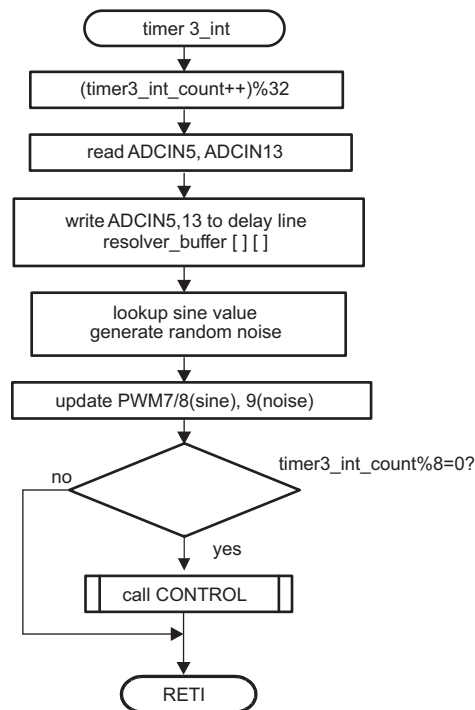 timer 3_int
(timer3_int_count++)%32
read ADCIN5, ADCIN13
write ADCIN5,13 to delay line
resolver_buffer [ ] [ ]
lookup sine value
generate random noise
update PWM7/8(sine), 9(noise)
timer3_int_count%8=0?
no
yes
call CONTROL
RETI